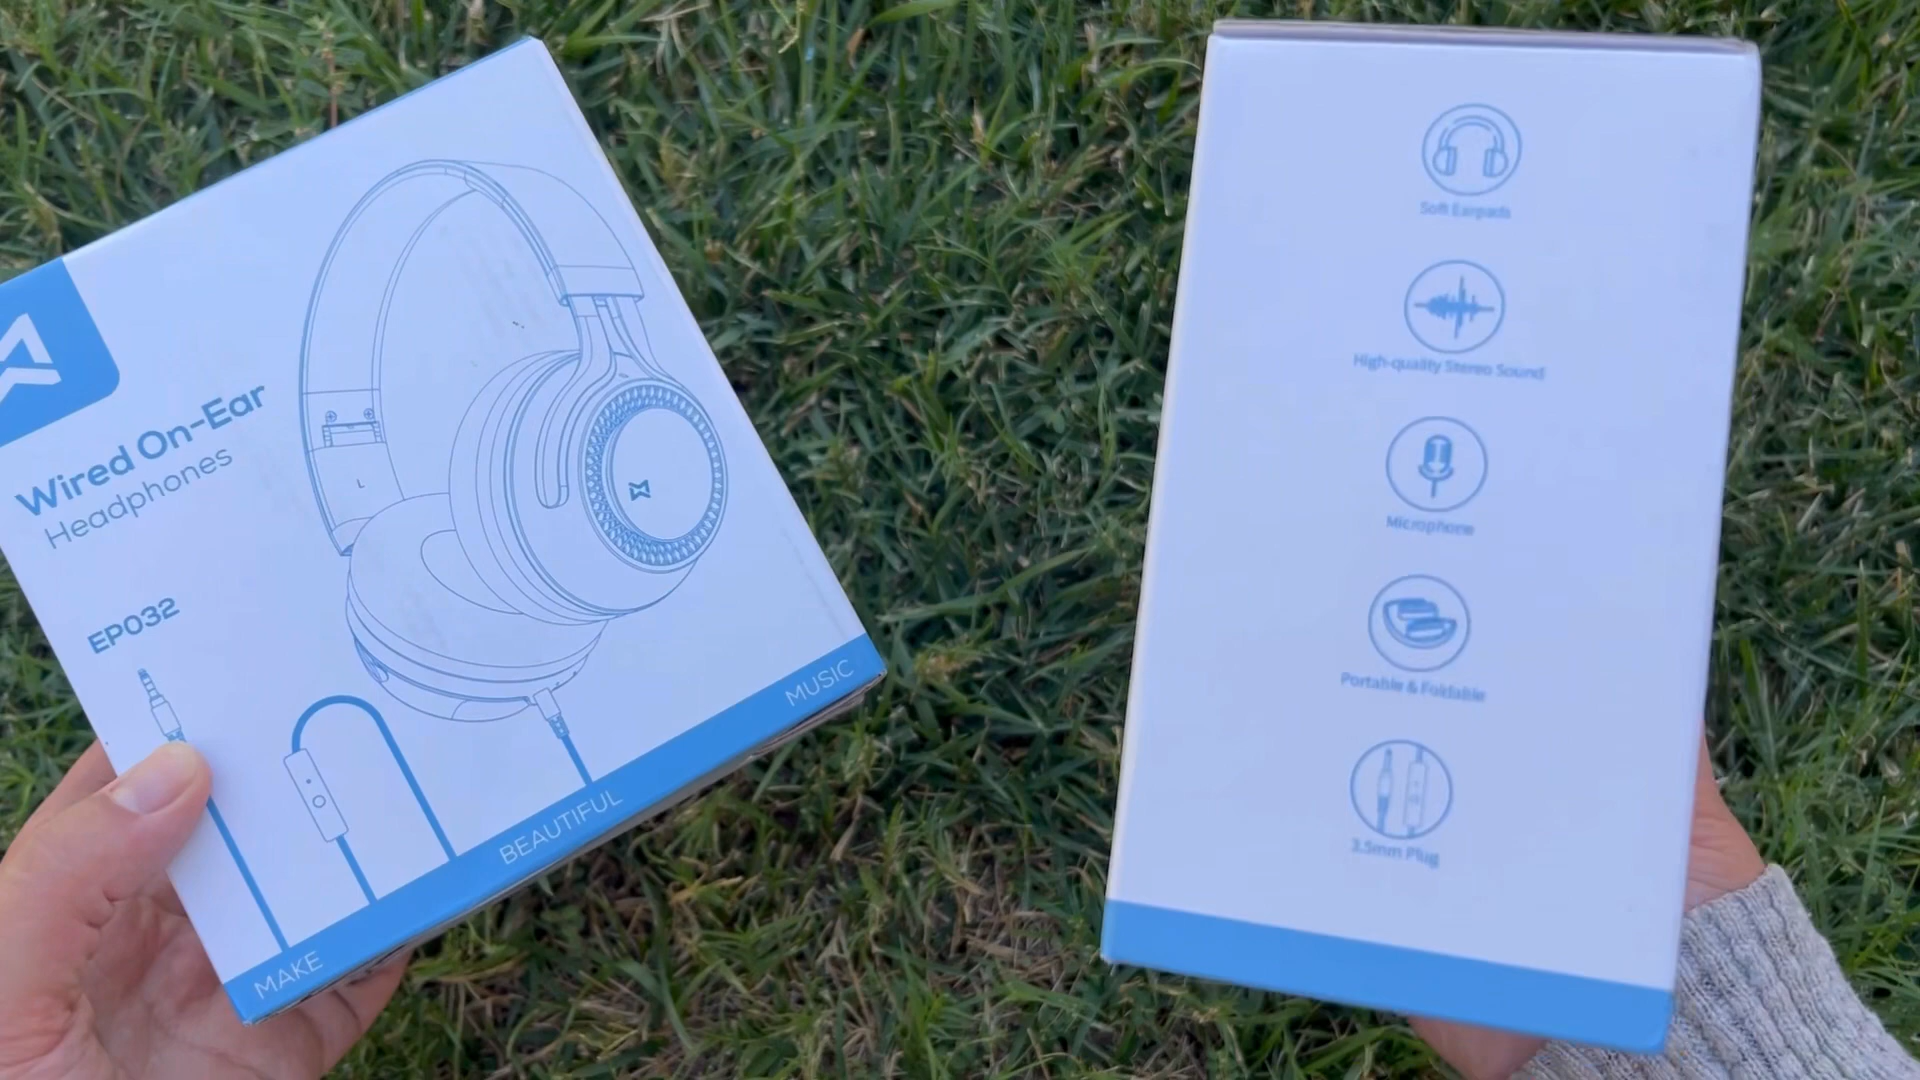 Wired On-Ear
Headphones
EP032
L
MAKE
BEAUTIFUL
MUSIC
Soft Earpads
High-quality Stereo Sound
Microphone
Portable & Foldable
3.5mm Plug